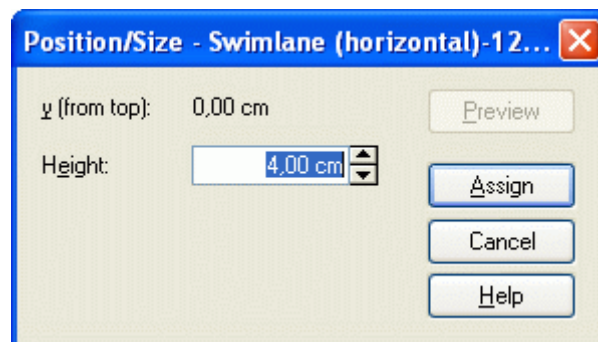 Position/Size - Swimlane (horizontal)-12...
y (from top): 0,00 cm
Preview
Height: 4,00 cm
Assign
Cancel
Help